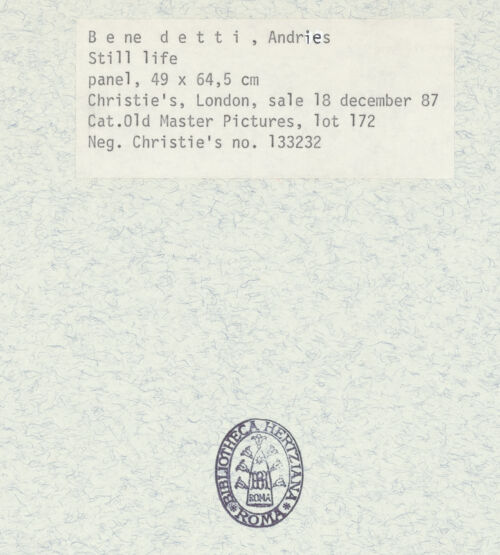 B e n e  d e t t i , Andries
Still life
panel, 49 x 64,5 cm
Christie's, London, sale 18 december 87
Cat.Old Master Pictures, lot 172
Neg. Christie's no. 133232
BIBLIOTHECA HERTZIANA
ROMA
ROMA